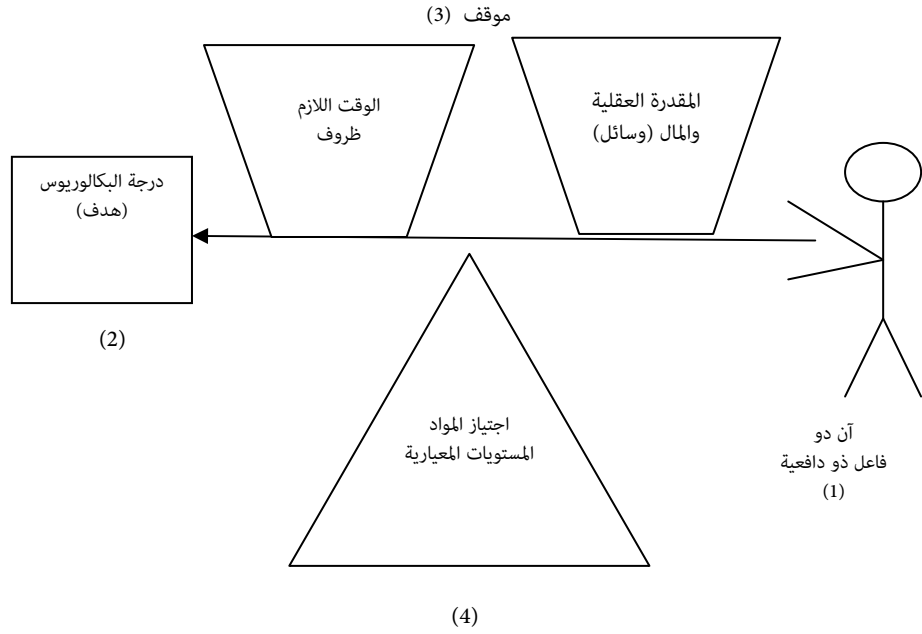 موقف (3)
المقدرة العقلية
والمال (وسائل)
الوقت اللازم
ظروف
درجة البكالوريوس
(هدف)
(2)
اجتياز المواد
المستويات المعيارية
آن دو
فاعل ذو دافعية
(1)
(4)